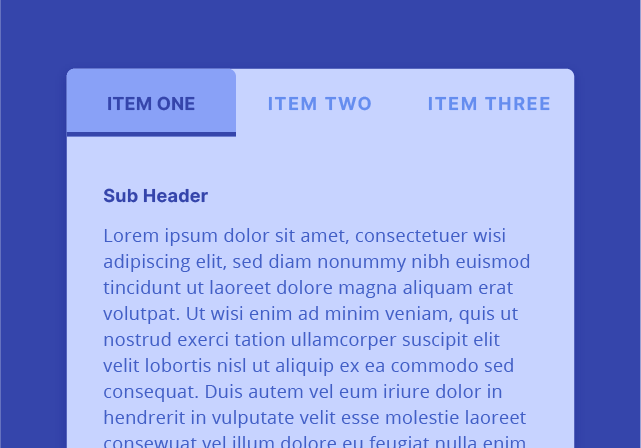 ITEM ONE ITEM TWO ITEM THREE
Sub Header
Lorem ipsum dolor sit amet, consectetuer wisi
adipiscing elit, sed diam nonummy nibh euismod
tincidunt ut laoreet dolore magna aliquam erat
volutpat. Ut wisi enim ad minim veniam, quis ut
nostrud exerci tation ullamcorper suscipit elit
velit lobortis nisl ut aliquip ex ea commodo sed
consequat. Duis autem vel eum iriure dolor in
hendrerit in vulputate velit esse molestie laoreet
consewuat vel illum dolore eu feugiat nulla enim